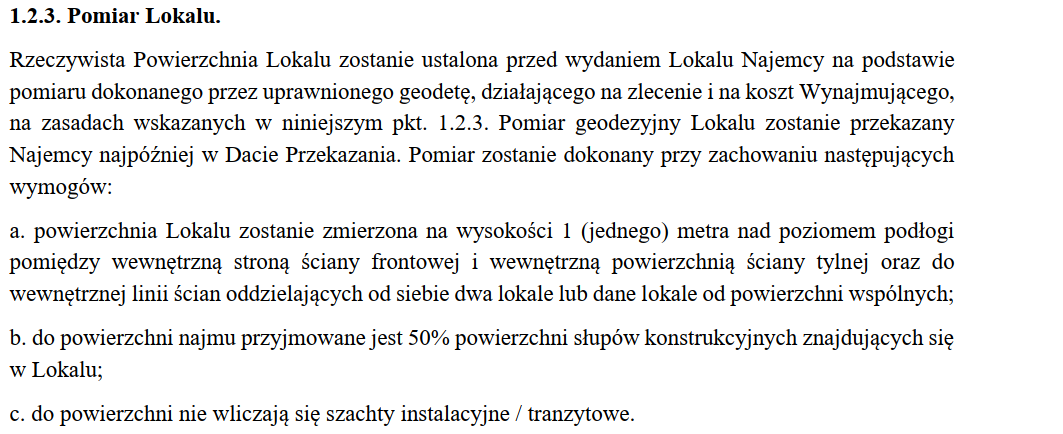 1.2.3. Pomiar Lokalu.
Rzeczywista Powierzchnia Lokalu zostanie ustalona przed wydaniem Lokalu Najemcy na podstawie
pomiaru dokonanego przez uprawnionego geodetę, działającego na zlecenie i na koszt Wynajmującego,
na zasadach wskazanych w niniejszym pkt. 1.2.3. Pomiar geodezyjny Lokalu zostanie przekazany
Najemcy najpóźniej w Dacie Przekazania. Pomiar zostanie dokonany przy zachowaniu następujących
wymogów:
a. powierzchnia Lokalu zostanie zmierzona na wysokości 1 (jednego) metra nad poziomem podłogi
pomiędzy wewnętrzną stroną ściany frontowej i wewnętrzną powierzchnią ściany tylnej oraz do
wewnętrznej linii ścian oddzielających od siebie dwa lokale lub dane lokale od powierzchni wspólnych;
b. do powierzchni najmu przyjmowane jest 50% powierzchni słupów konstrukcyjnych znajdujących się
w Lokalu;
c. do powierzchni nie wliczają się szachty instalacyjne / tranzytowe.